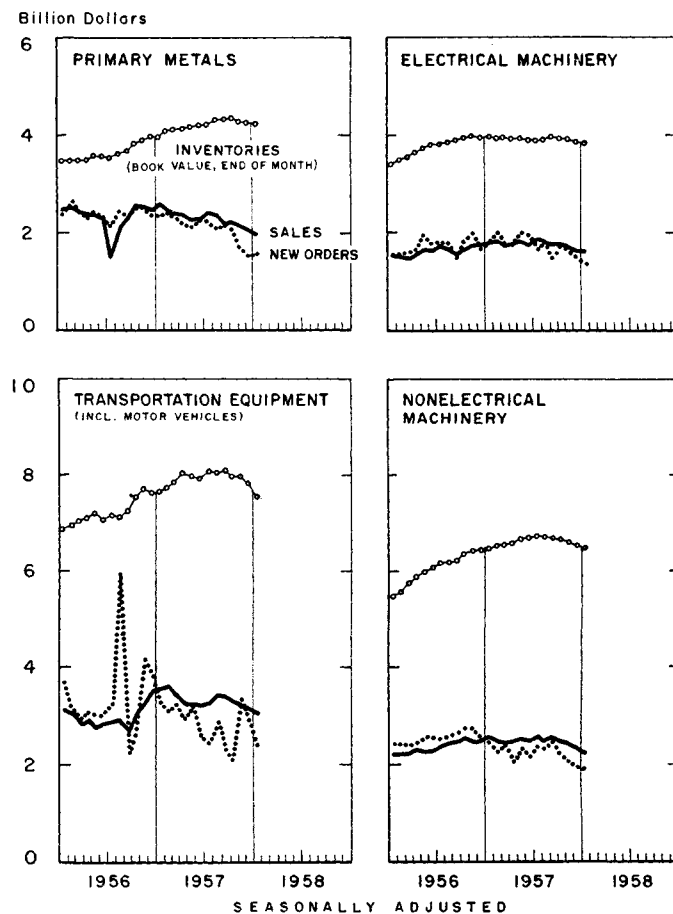 Billion Dollars
6
PRIMARY METALS
ELECTRICAL MACHINERY
4
INVENTORIES
(BOOK VALUE, END OF MONTH)
SALES
2
NEW ORDERS
0
10
TRANSPORTATION EQUIPMENT
(INCL. MOTOR VEHICLES)
NONELECTRICAL
MACHINERY
8
6
4
2
0
1956 1957 1958 1956 1957 1958
SEASONALLY ADJUSTED